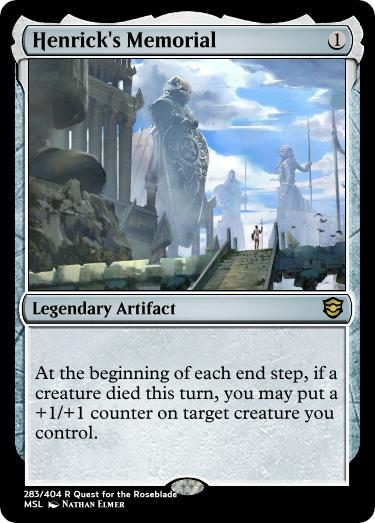 Henrick's Memorial 1
Legendary Artifact
At the beginning of each end step, if a
creature died this turn, you may put a
+1/+1 counter on target creature you
control.
283/404 R Quest for the Roseblade
MSL Nathan Elmer